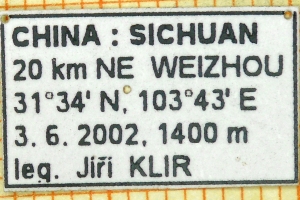 CHINA : SICHUAN
20 km NE WEIZHOU
31°34' N, 103°43' E
3. 6. 2002, 1400 m
leg. Jiří KLIR